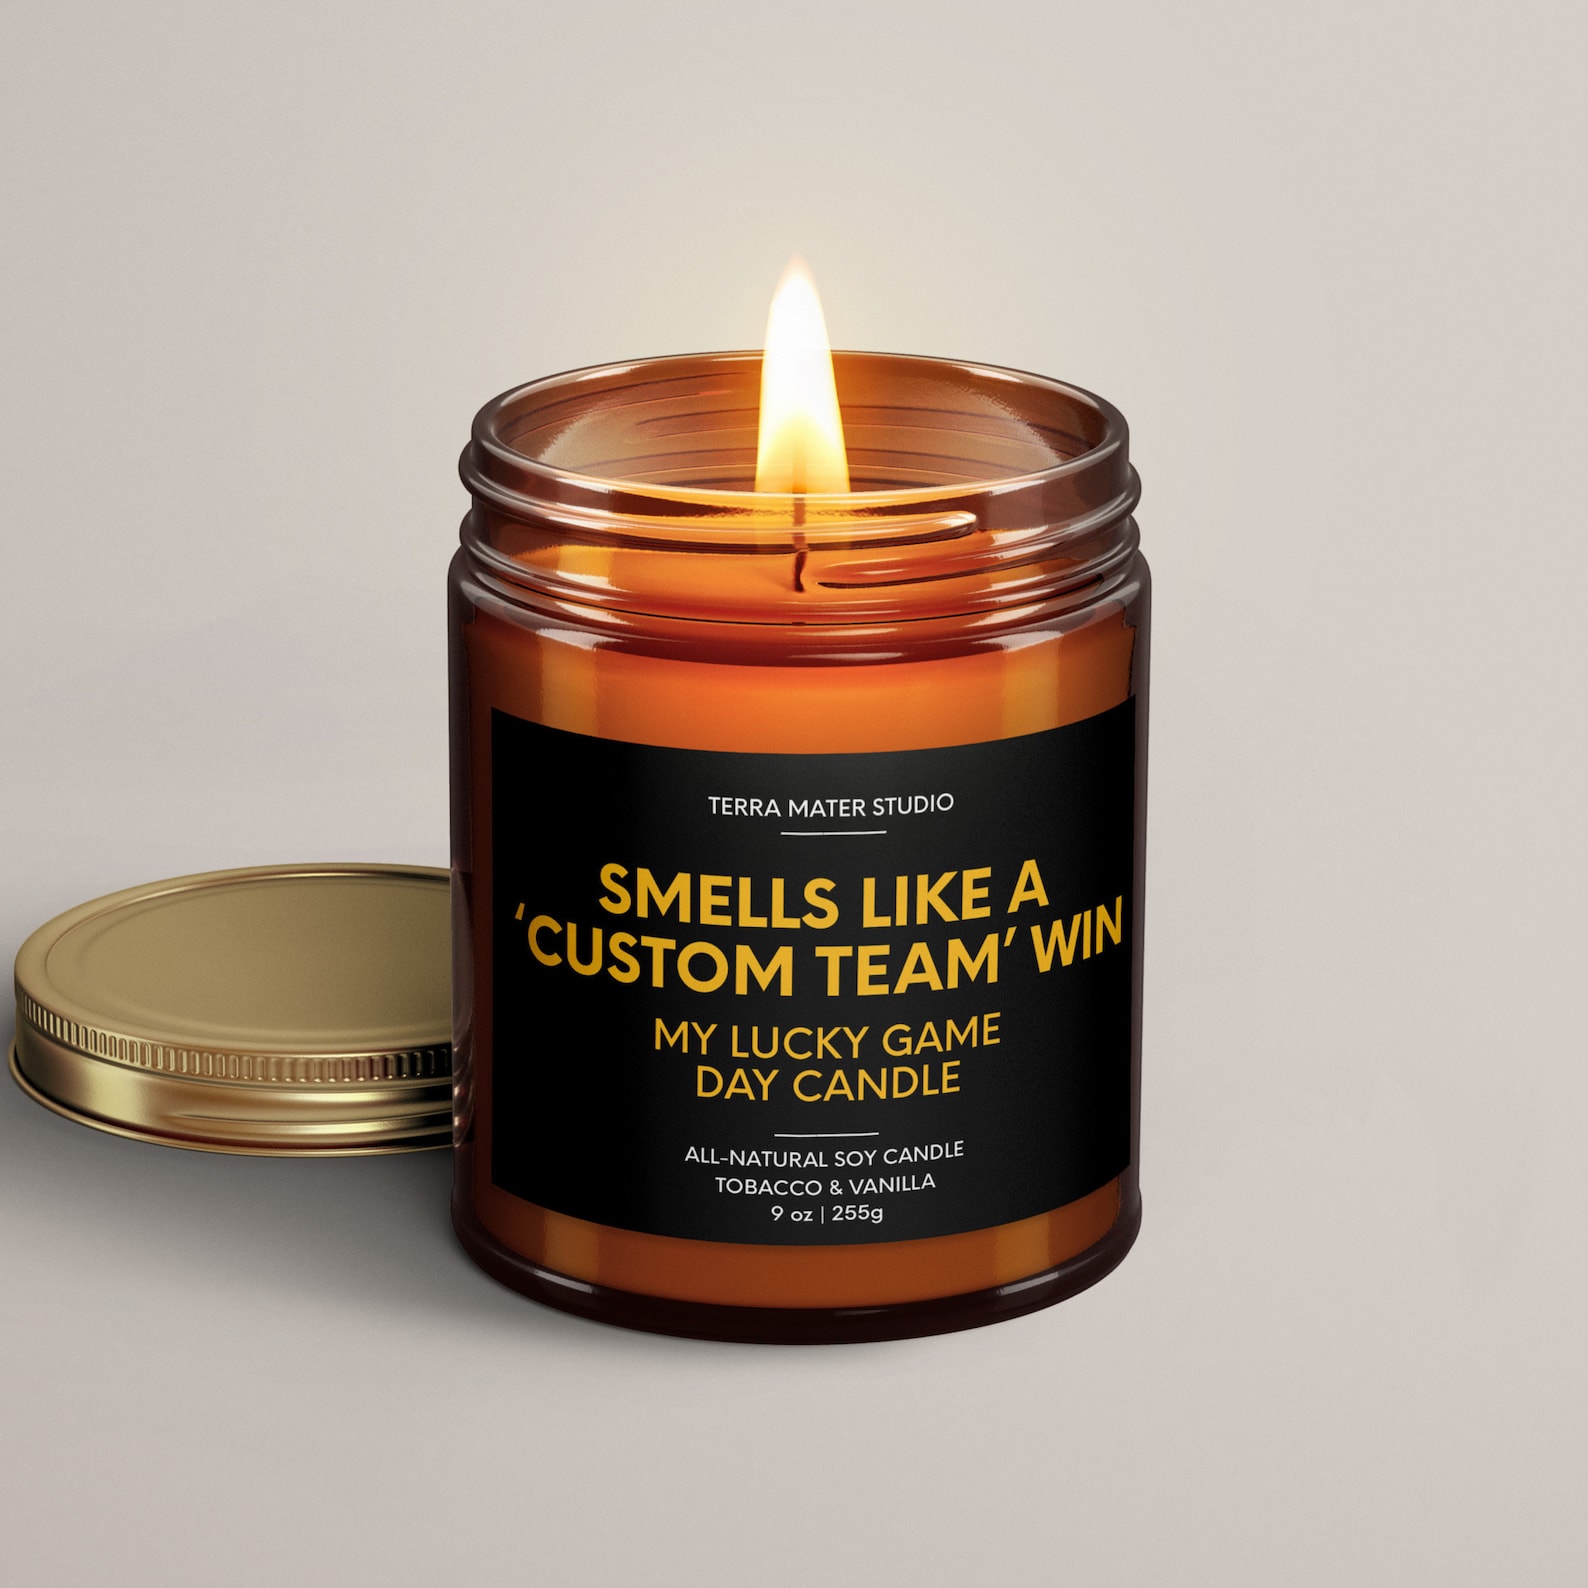 TERRA MATER STUDIO
SMELLS LIKE A
‘CUSTOM TEAM’ WIN
MY LUCKY GAME
DAY CANDLE
ALL-NATURAL SOY CANDLE
TOBACCO & VANILLA
9 oz | 255g